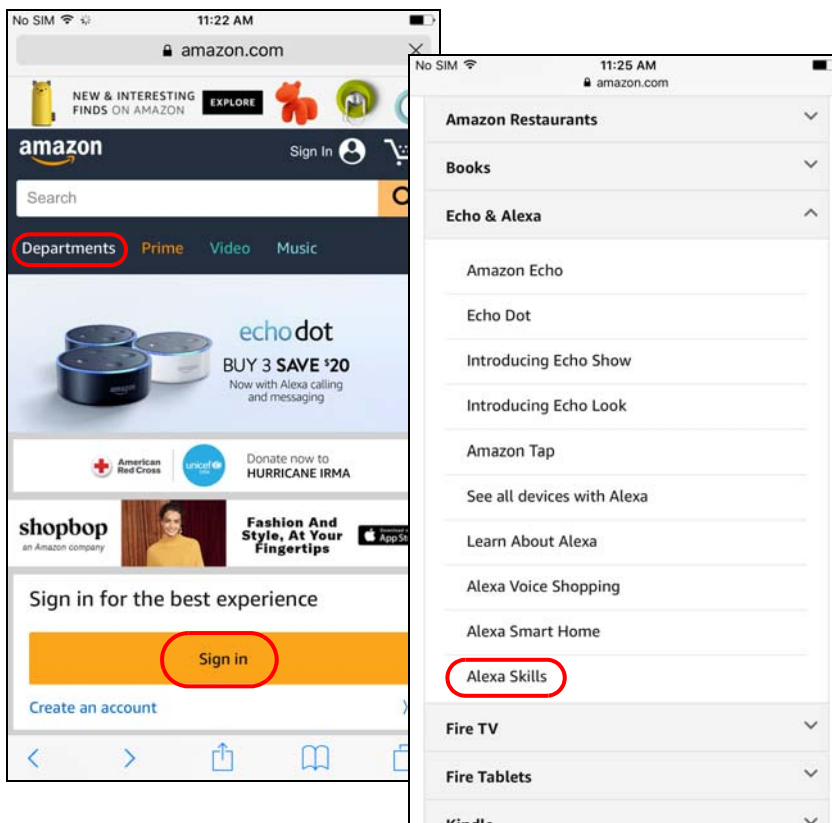 No SIM 11:22 AM
amazon.com
NEW & INTERESTING
FINDS ON AMAZON
EXPLORE
amazon
Sign In
Search
Departments Prime Video Music
echo dot
BUY 3 SAVE $20
Now with Alexa calling
and messaging
amazon
American
Red Cross
unicef
USA
Donate now to
HURRICANE IRMA
shopbop
an Amazon company
Fashion And
Style, At Your
Fingertips
Sign in for the best experience
Sign in
Create an account
No SIM 11:25 AM
amazon.com
Amazon Restaurants
Books
Echo & Alexa
Amazon Echo
Echo Dot
Introducing Echo Show
Introducing Echo Look
Amazon Tap
See all devices with Alexa
Learn About Alexa
Alexa Voice Shopping
Alexa Smart Home
Alexa Skills
Fire TV
Fire Tablets
Kindle